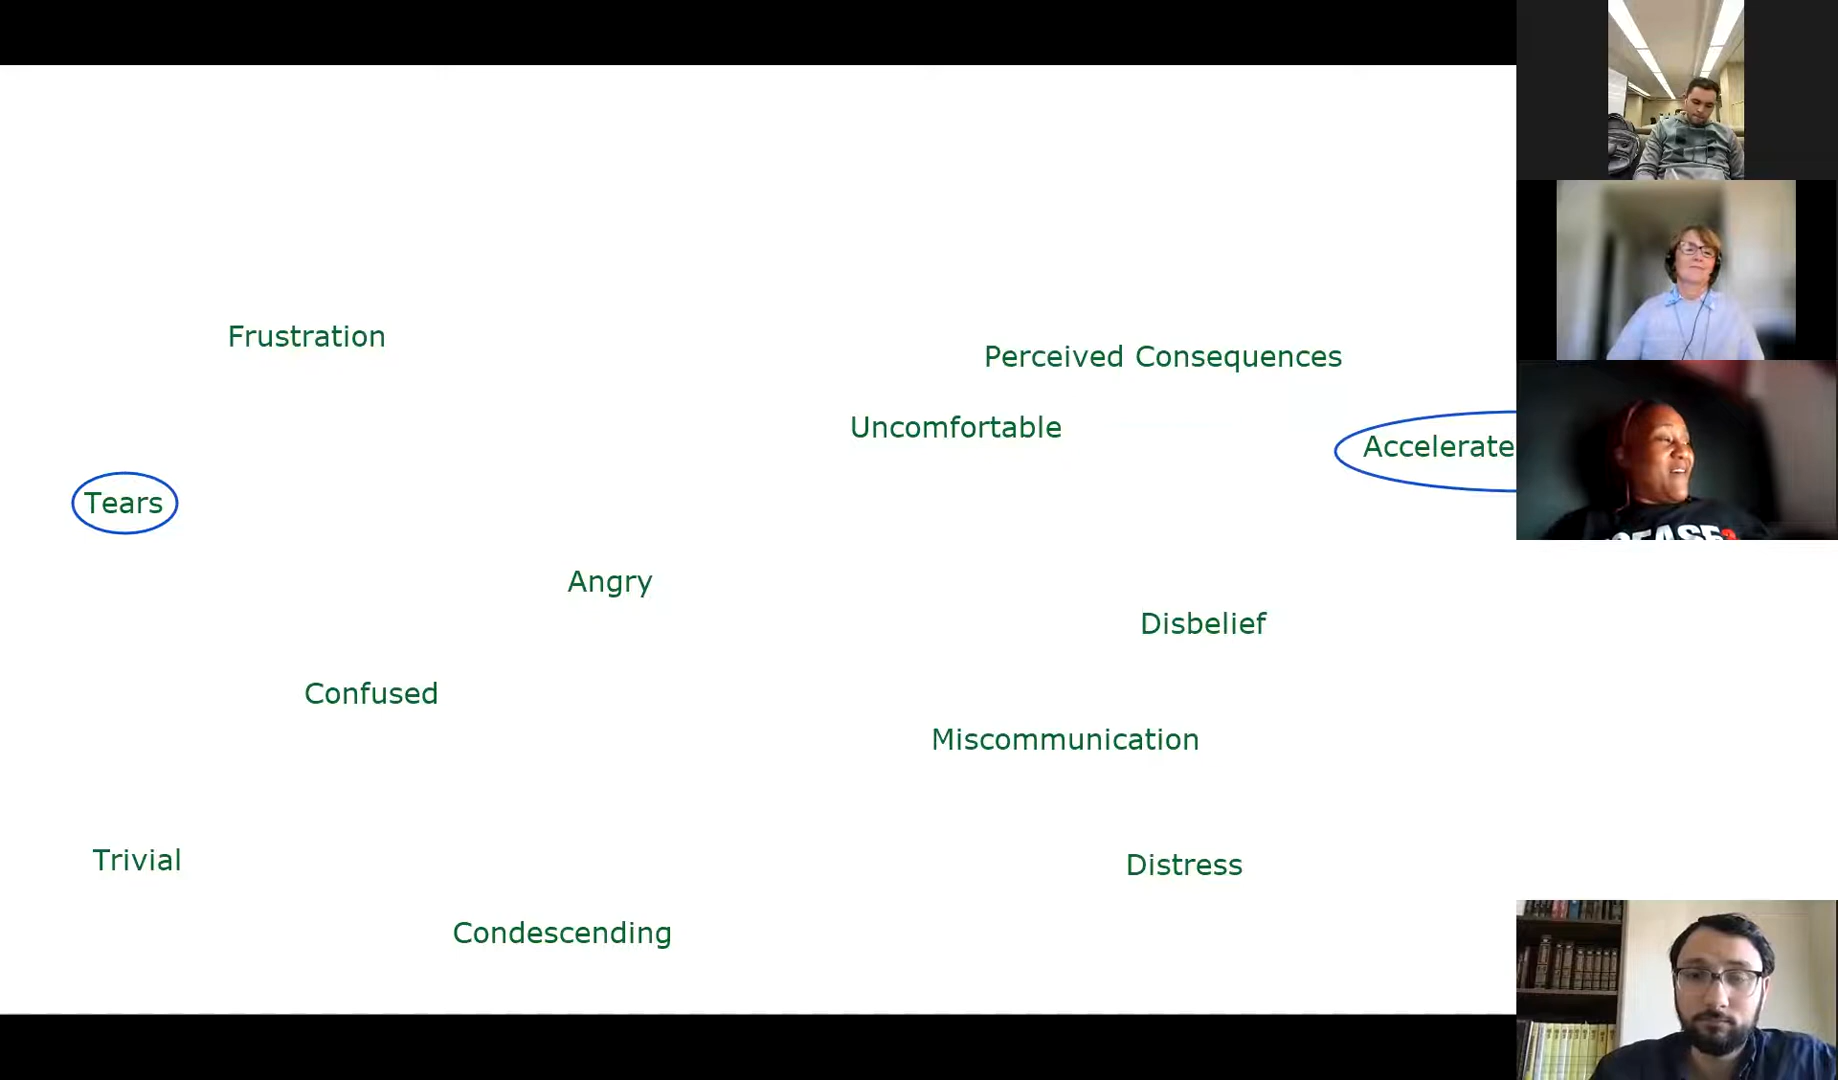 Frustration
Perceived Consequences
Uncomfortable
Accelerate
Tears
Angry
Disbelief
Confused
Miscommunication
Trivial
Distress
Condescending